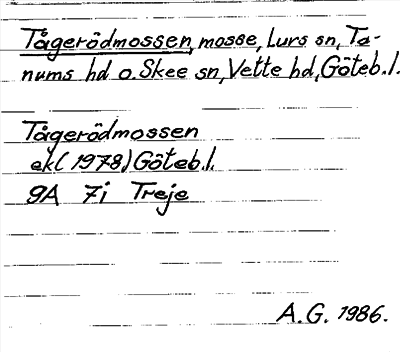 Tågerödmossen, mosse, Lurs sn, Ta-
nums hd o. Skee sn, Vette hd, Göteb.l.
Tågerödmossen
ek( 1978) Göteb.l.
9A 7i Treje
A.G. 1986.